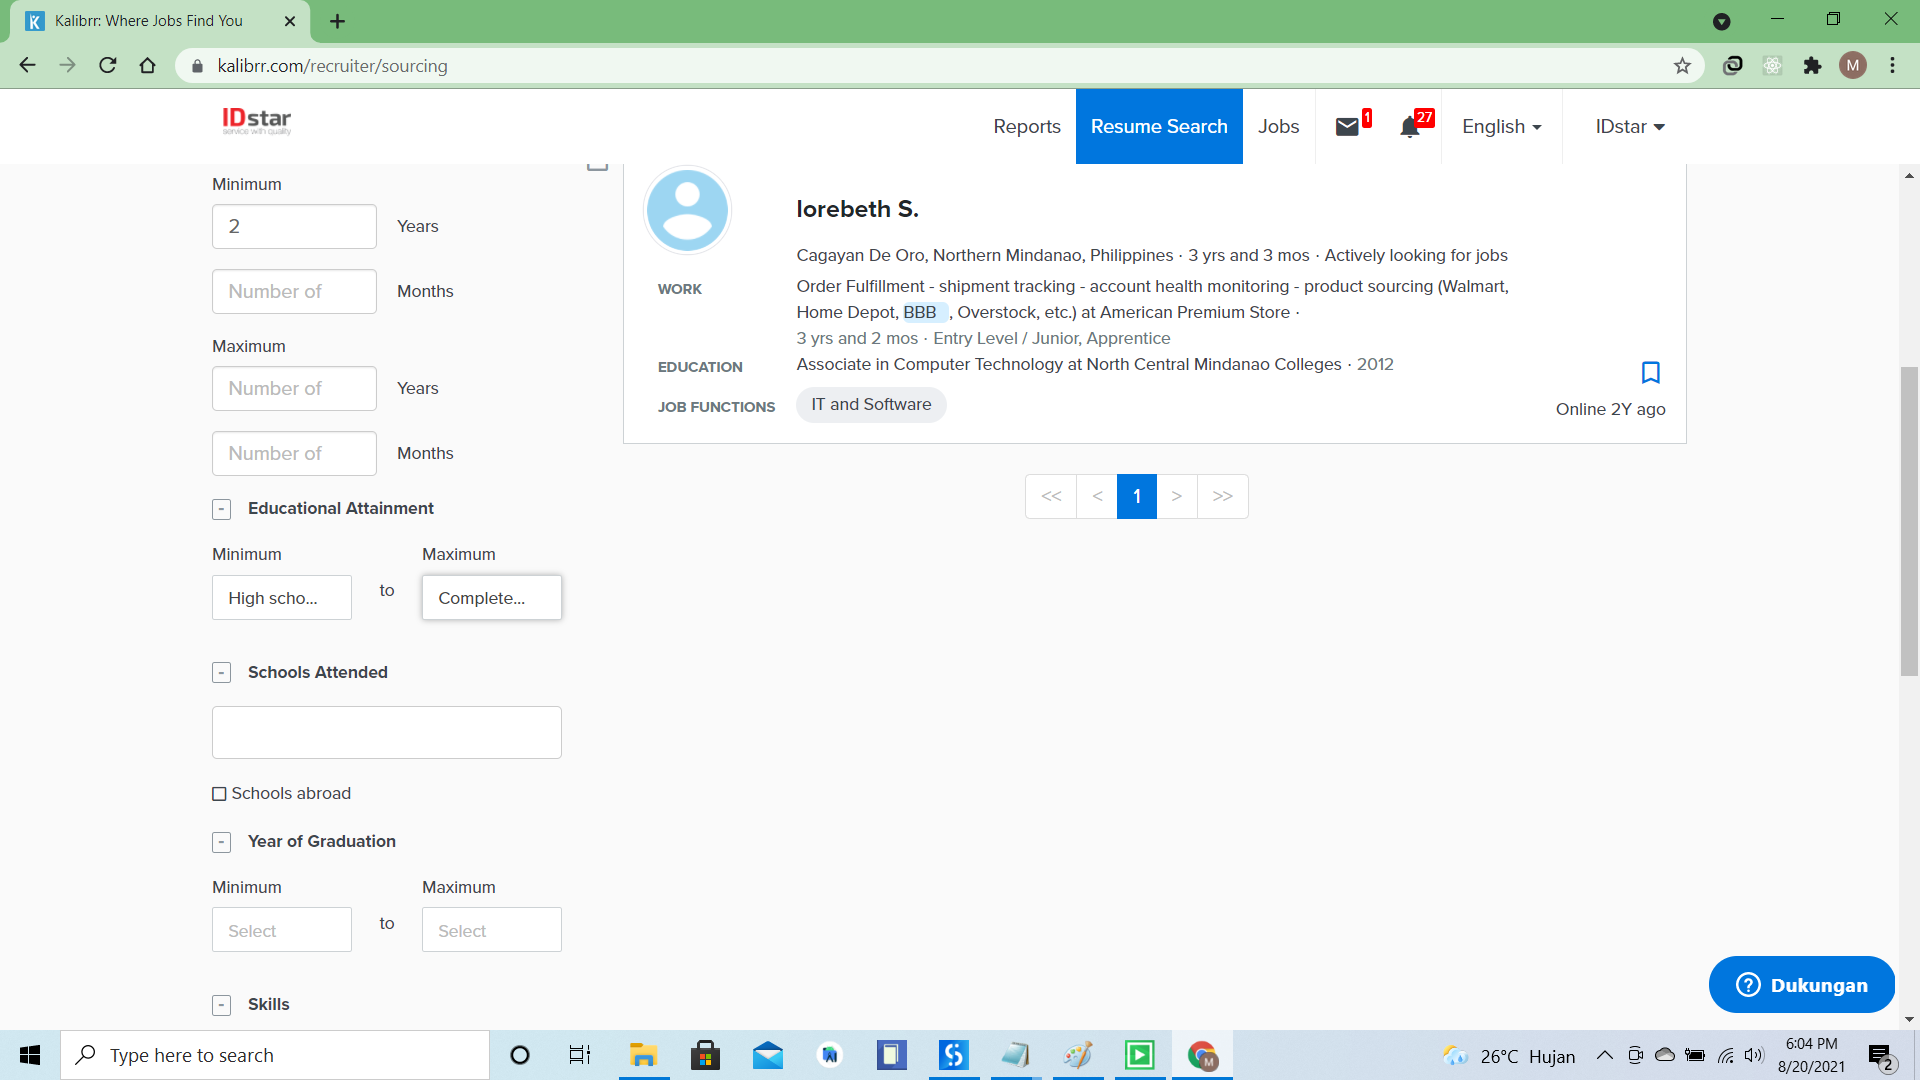 Kalibrr: Where Jobs Find You
kalibrr.com/recruiter/sourcing
M
IDstar
service with quality
Reports
Resume Search
Jobs
1
27
English
IDstar
Minimum
2
Years
Number of
Months
Maximum
Number of
Years
Number of
Months
- Educational Attainment
Minimum
Maximum
High scho...
to
Complete...
- Schools Attended
Schools abroad
- Year of Graduation
Minimum
Maximum
Select
to
Select
- Skills
lorebeth S.
Cagayan De Oro, Northern Mindanao, Philippines · 3 yrs and 3 mos · Actively looking for jobs
WORK
Order Fulfillment - shipment tracking - account health monitoring - product sourcing (Walmart,
Home Depot, BBB , Overstock, etc.) at American Premium Store ·
3 yrs and 2 mos · Entry Level / Junior, Apprentice
EDUCATION
Associate in Computer Technology at North Central Mindanao Colleges · 2012
JOB FUNCTIONS
IT and Software
Online 2Y ago
<< < 1 > >>
? Dukungan
Type here to search
26°C Hujan
6:04 PM
8/20/2021
2